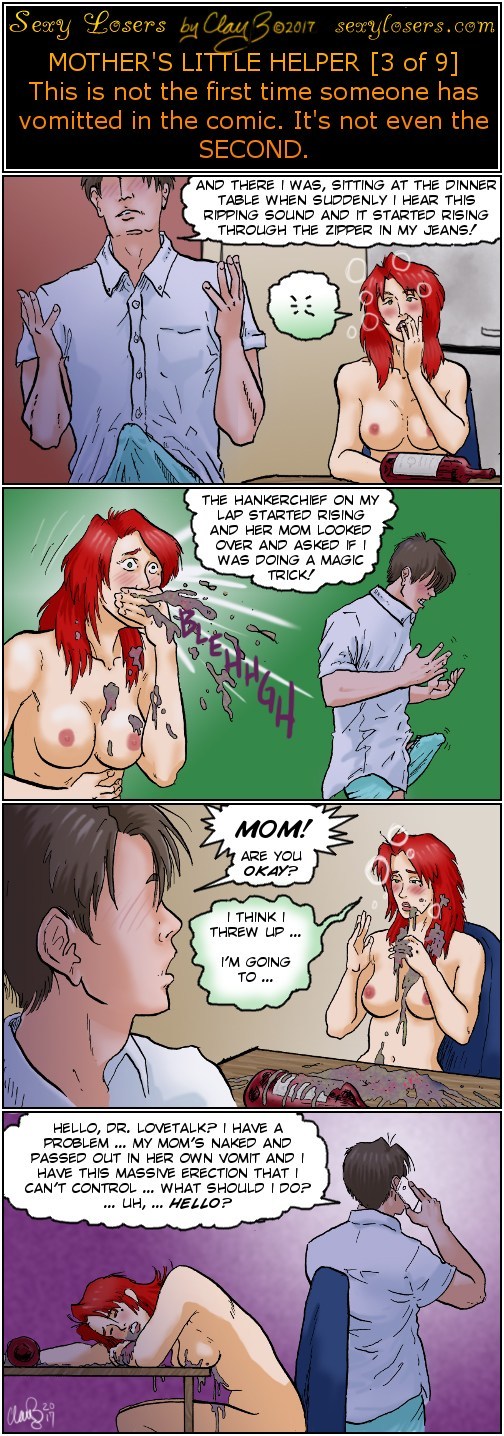 Sexy Losers by Clay B ©2017 sexylosers.com
MOTHER'S LITTLE HELPER [3 of 9]
This is not the first time someone has
vomitted in the comic. It's not even the
SECOND.
AND THERE I WAS, SITTING AT THE DINNER
TABLE WHEN SUDDENLY I HEAR THIS
RIPPING SOUND AND IT STARTED RISING
THROUGH THE ZIPPER IN MY JEANS!
THE HANKERCHIEF ON MY
LAP STARTED RISING
AND HER MOM LOOKED
OVER AND ASKED IF I
WAS DOING A MAGIC
TRICK!
BLEHHGH
MOM!
ARE YOU
OKAY?
I THINK I
THREW UP ...
I'M GOING
TO ...
HELLO, DR. LOVETALK? I HAVE A
PROBLEM ... MY MOM'S NAKED AND
PASSED OUT IN HER OWN VOMIT AND I
HAVE THIS MASSIVE ERECTION THAT I
CAN'T CONTROL ... WHAT SHOULD I DO?
... UH, ... HELLO?
Clay B 2017